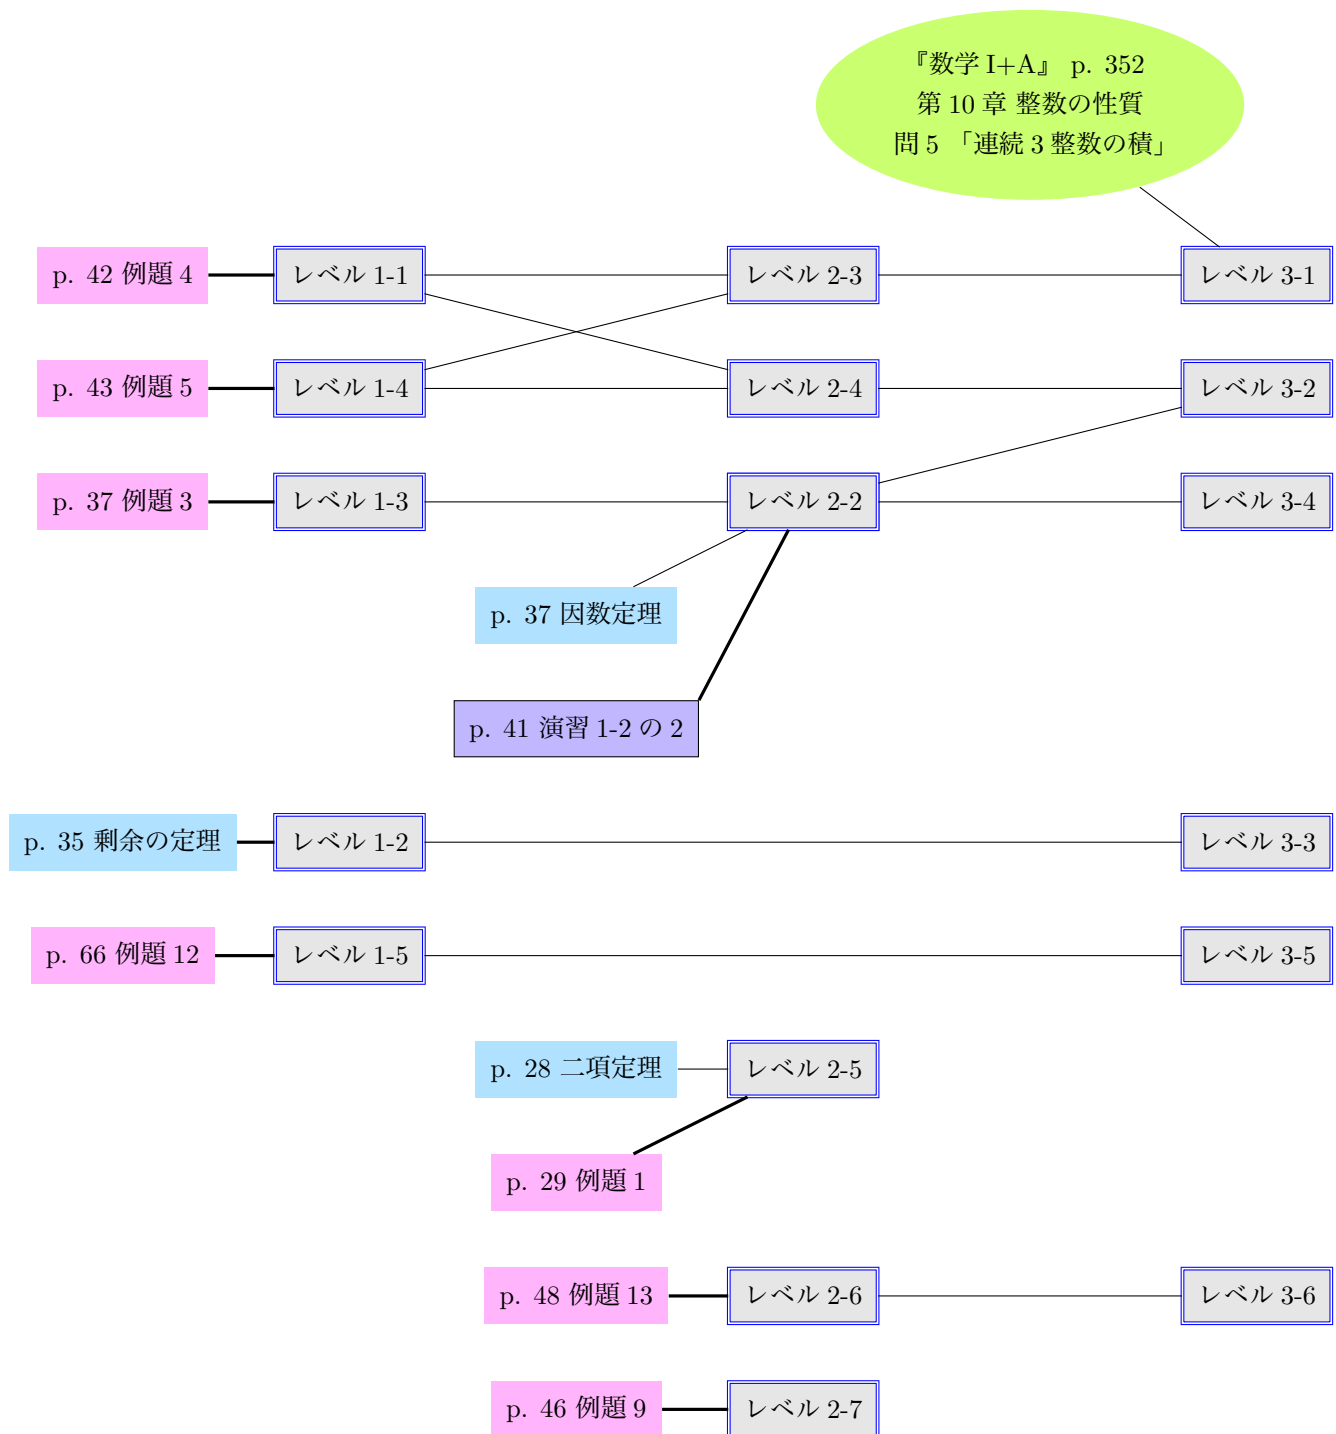 『数学 I+A』 p. 352
第 10 章 整数の性質
問 5 「連続 3 整数の積」
p. 42 例題 4
レベル 1-1
レベル 2-3
レベル 3-1
p. 43 例題 5
レベル 1-4
レベル 2-4
レベル 3-2
p. 37 例題 3
レベル 1-3
レベル 2-2
レベル 3-4
p. 37 因数定理
p. 41 演習 1-2 の 2
p. 35 剰余の定理
レベル 1-2
レベル 3-3
p. 66 例題 12
レベル 1-5
レベル 3-5
p. 28 二項定理
レベル 2-5
p. 29 例題 1
p. 48 例題 13
レベル 2-6
レベル 3-6
p. 46 例題 9
レベル 2-7